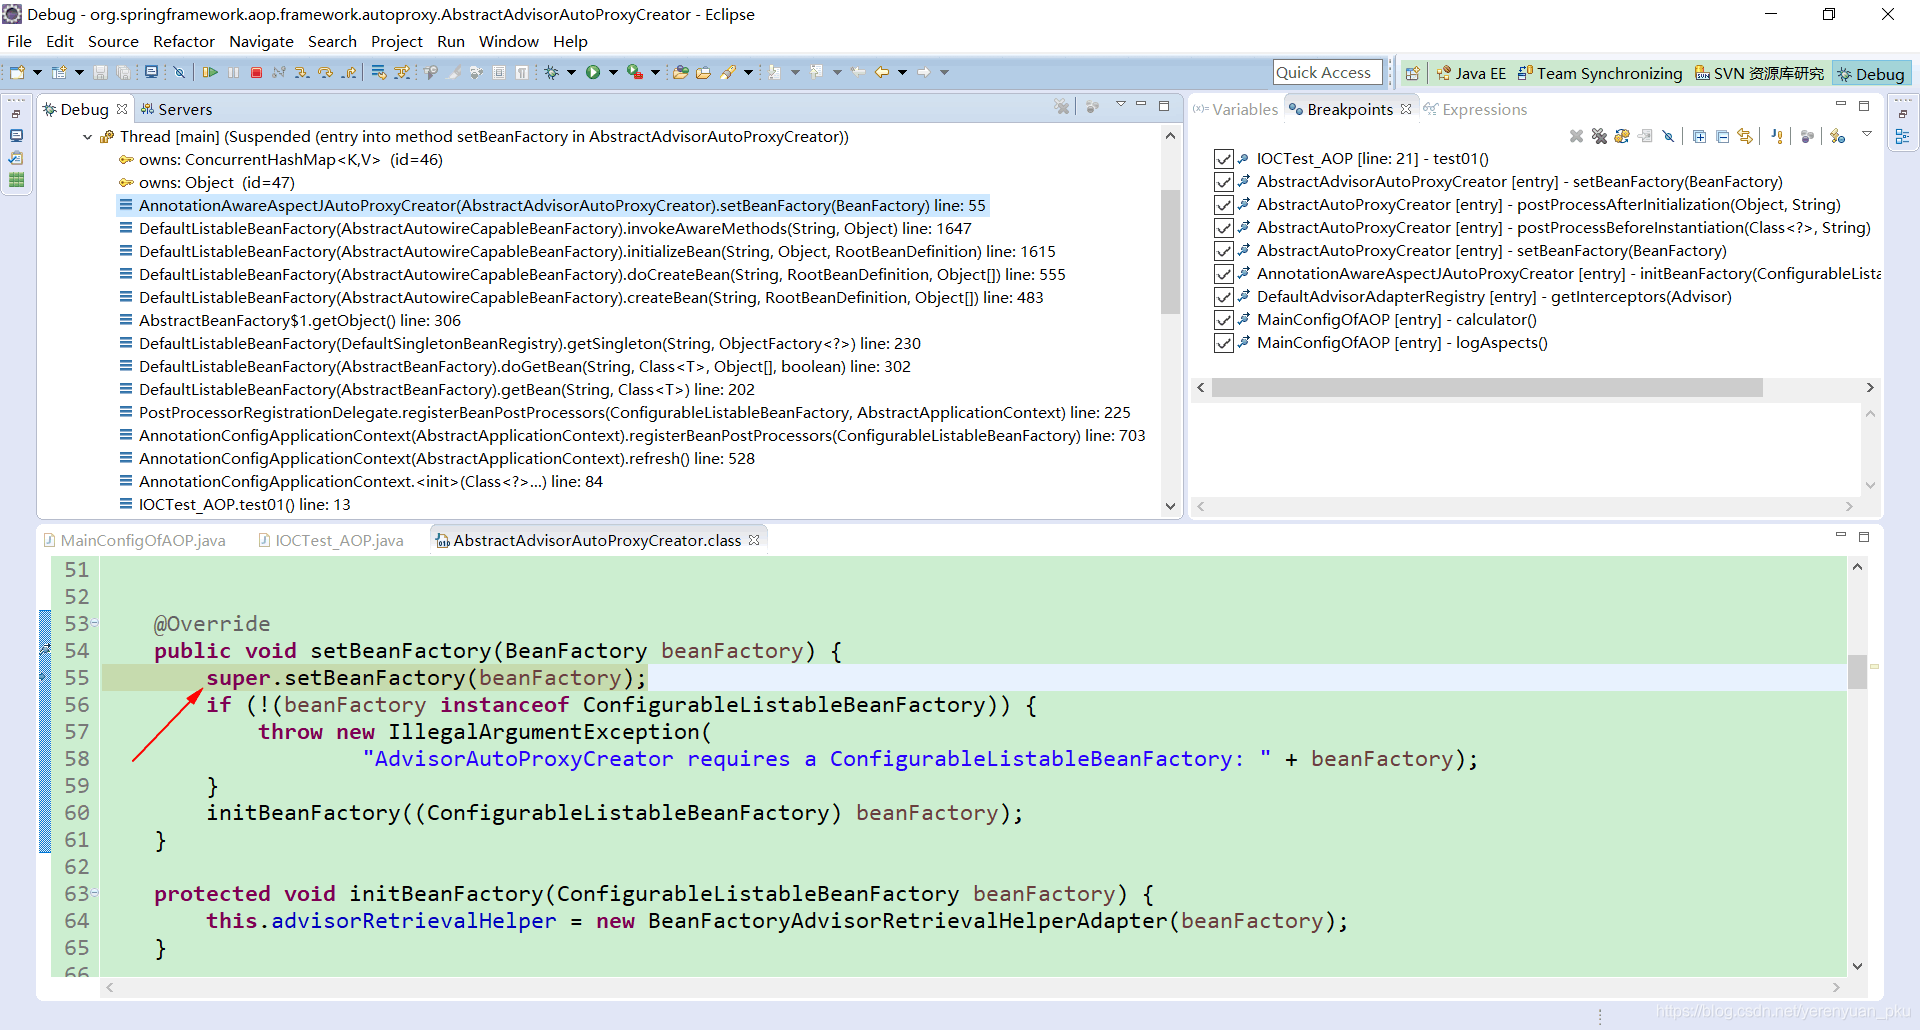 Debug - org.springframework.aop.framework.autoproxy.AbstractAdvisorAutoProxyCreator - Eclipse
File Edit Source Refactor Navigate Search Project Run Window Help
Quick Access
Java EE
Team Synchronizing
SVN 资源库研究
Debug
Debug
Servers
Thread [main] (Suspended (entry into method setBeanFactory in AbstractAdvisorAutoProxyCreator))
owns: ConcurrentHashMap<K,V> (id=46)
owns: Object (id=47)
AnnotationAwareAspectJAutoProxyCreator(AbstractAdvisorAutoProxyCreator).setBeanFactory(BeanFactory) line: 55
DefaultListableBeanFactory(AbstractAutowireCapableBeanFactory).invokeAwareMethods(String, Object) line: 1647
DefaultListableBeanFactory(AbstractAutowireCapableBeanFactory).initializeBean(String, Object, RootBeanDefinition) line: 1615
DefaultListableBeanFactory(AbstractAutowireCapableBeanFactory).doCreateBean(String, RootBeanDefinition, Object[]) line: 555
DefaultListableBeanFactory(AbstractAutowireCapableBeanFactory).createBean(String, RootBeanDefinition, Object[]) line: 483
AbstractBeanFactory$1.getObject() line: 306
DefaultListableBeanFactory(DefaultSingletonBeanRegistry).getSingleton(String, ObjectFactory<?>) line: 230
DefaultListableBeanFactory(AbstractBeanFactory).doGetBean(String, Class<T>, Object[], boolean) line: 302
DefaultListableBeanFactory(AbstractBeanFactory).getBean(String, Class<T>) line: 202
PostProcessorRegistrationDelegate.registerBeanPostProcessors(ConfigurableListableBeanFactory, AbstractApplicationContext) line: 225
AnnotationConfigApplicationContext(AbstractApplicationContext).registerBeanPostProcessors(ConfigurableListableBeanFactory) line: 703
AnnotationConfigApplicationContext(AbstractApplicationContext).refresh() line: 528
AnnotationConfigApplicationContext.<init>(Class<?>...) line: 84
IOCTest_AOP.test01() line: 13
(x)= Variables
Breakpoints
Expressions
IOCTest_AOP [line: 21] - test01()
AbstractAdvisorAutoProxyCreator [entry] - setBeanFactory(BeanFactory)
AbstractAutoProxyCreator [entry] - postProcessAfterInitialization(Object, String)
AbstractAutoProxyCreator [entry] - postProcessBeforeInstantiation(Class<?>, String)
AbstractAutoProxyCreator [entry] - setBeanFactory(BeanFactory)
AnnotationAwareAspectJAutoProxyCreator [entry] - initBeanFactory(ConfigurableLista
DefaultAdvisorAdapterRegistry [entry] - getInterceptors(Advisor)
MainConfigOfAOP [entry] - calculator()
MainConfigOfAOP [entry] - logAspects()
MainConfigOfAOP.java
IOCTest_AOP.java
AbstractAdvisorAutoProxyCreator.class
51
52
53 @Override
54 public void setBeanFactory(BeanFactory beanFactory) {
55 super.setBeanFactory(beanFactory);
56 if (!(beanFactory instanceof ConfigurableListableBeanFactory)) {
57 throw new IllegalArgumentException(
58 "AdvisorAutoProxyCreator requires a ConfigurableListableBeanFactory: " + beanFactory);
59 }
60 initBeanFactory((ConfigurableListableBeanFactory) beanFactory);
61 }
62
63 protected void initBeanFactory(ConfigurableListableBeanFactory beanFactory) {
64 this.advisorRetrievalHelper = new BeanFactoryAdvisorRetrievalHelperAdapter(beanFactory);
65 }
66
https://blog.csdn.net/yerenyuan_pku